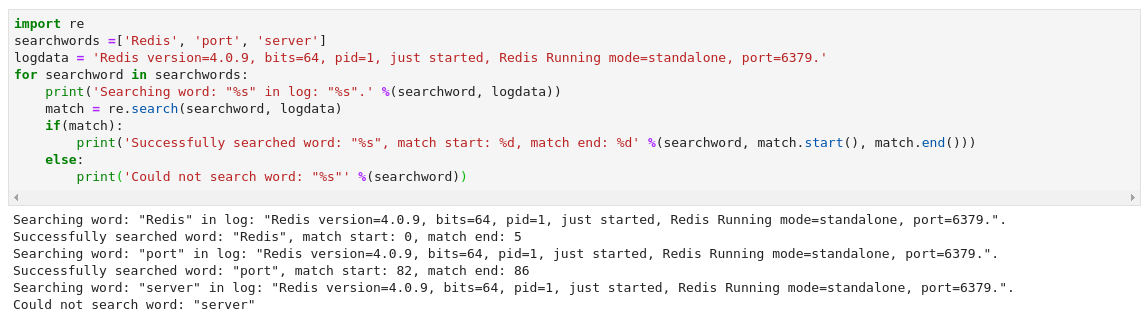 import re
searchwords =['Redis', 'port', 'server']
logdata = 'Redis version=4.0.9, bits=64, pid=1, just started, Redis Running mode=standalone, port=6379.'
for searchword in searchwords:
    print('Searching word: "%s" in log: "%s".' %(searchword, logdata))
    match = re.search(searchword, logdata)
    if(match):
        print('Successfully searched word: "%s", match start: %d, match end: %d' %(searchword, match.start(), match.end()))
    else:
        print('Could not search word: "%s"' %(searchword))
Searching word: "Redis" in log: "Redis version=4.0.9, bits=64, pid=1, just started, Redis Running mode=standalone, port=6379.".
Successfully searched word: "Redis", match start: 0, match end: 5
Searching word: "port" in log: "Redis version=4.0.9, bits=64, pid=1, just started, Redis Running mode=standalone, port=6379.".
Successfully searched word: "port", match start: 82, match end: 86
Searching word: "server" in log: "Redis version=4.0.9, bits=64, pid=1, just started, Redis Running mode=standalone, port=6379.".
Could not search word: "server"